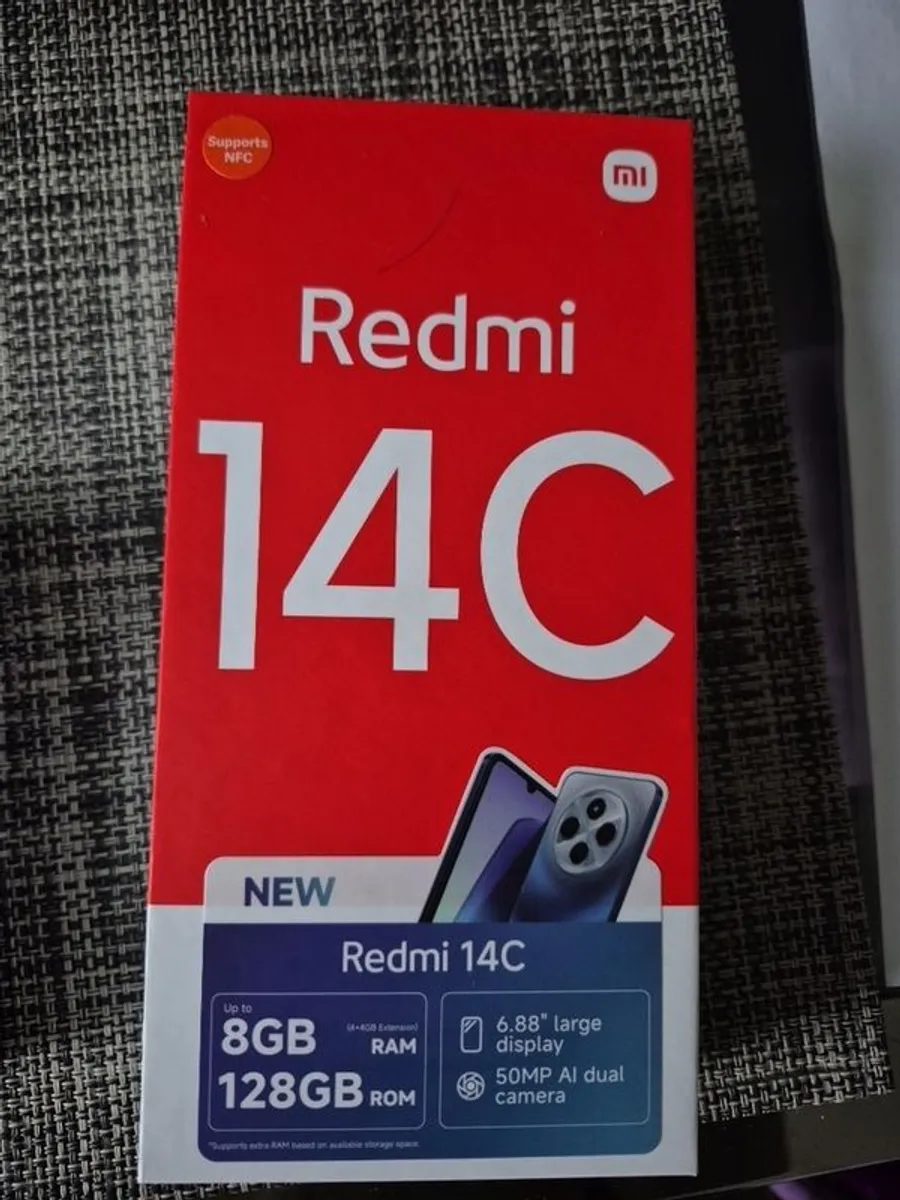 Supports
NFC
mi
Redmi
14C
NEW
Redmi 14C
Up to
8GB (4+4GB Extension) RAM
128GB ROM
6.88" large
display
50MP AI dual
camera
*Supports extra RAM based on available storage space.